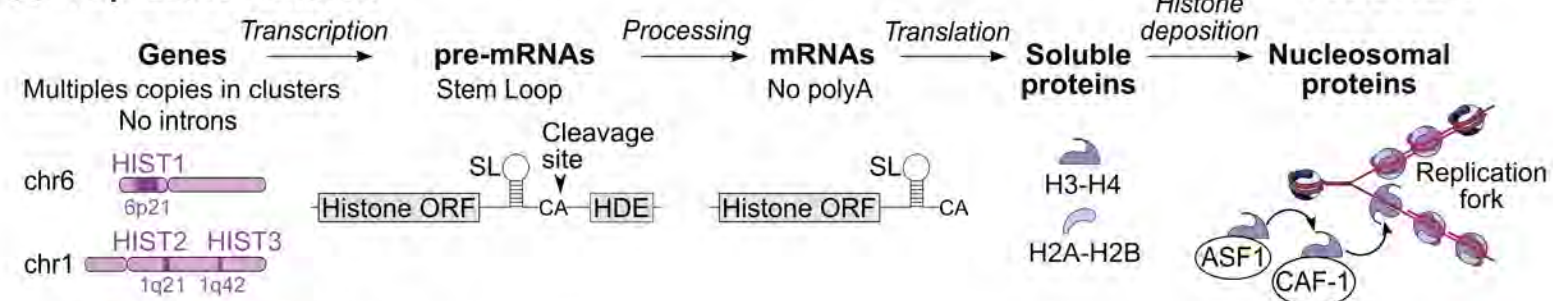 Transcription
Processing
Translation
Histone
deposition
Genes
pre-mRNAs
mRNAs
Soluble
proteins
Nucleosomal
proteins
Multiples copies in clusters
No introns
Stem Loop
No polyA
chr6
HIST1
6p21
chr1
HIST2 HIST3
1q21 1q42
Cleavage
site
SL
Histone ORF
CA
HDE
SL
Histone ORF
CA
H3-H4
H2A-H2B
Replication
fork
ASF1
CAF-1